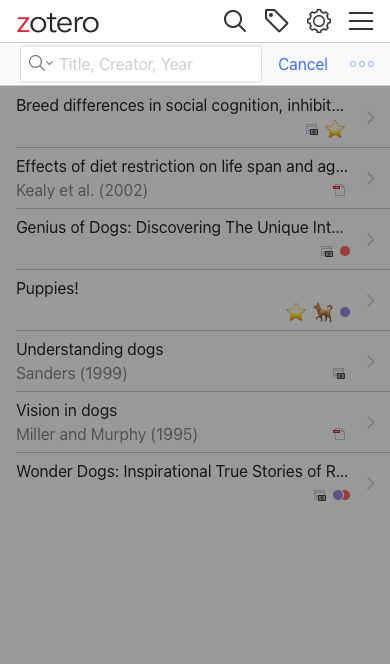 zotero
Title, Creator, Year
Cancel
Breed differences in social cognition, inhibit...
Effects of diet restriction on life span and ag...
Kealy et al. (2002)
Genius of Dogs: Discovering The Unique Int...
Puppies!
Understanding dogs
Sanders (1999)
Vision in dogs
Miller and Murphy (1995)
Wonder Dogs: Inspirational True Stories of R...